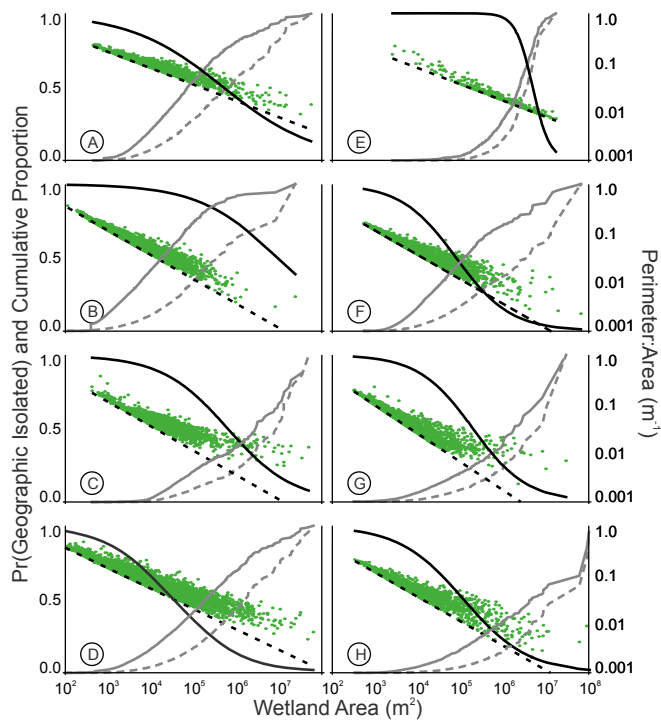 Pr(Geographic Isolated) and Cumulative Proportion
1.0
0.5
0.0
A
E
1.0
0.1
0.01
0.001
1.0
0.5
0.0
B
F
1.0
0.1
0.01
0.001
1.0
0.5
0.0
C
G
1.0
0.1
0.01
0.001
1.0
0.5
0.0
D
H
1.0
0.1
0.01
0.001
Perimeter:Area (m⁻¹)
10² 10³ 10⁴ 10⁵ 10⁶ 10⁷ 10² 10³ 10⁴ 10⁵ 10⁶ 10⁷ 10⁸
Wetland Area (m²)